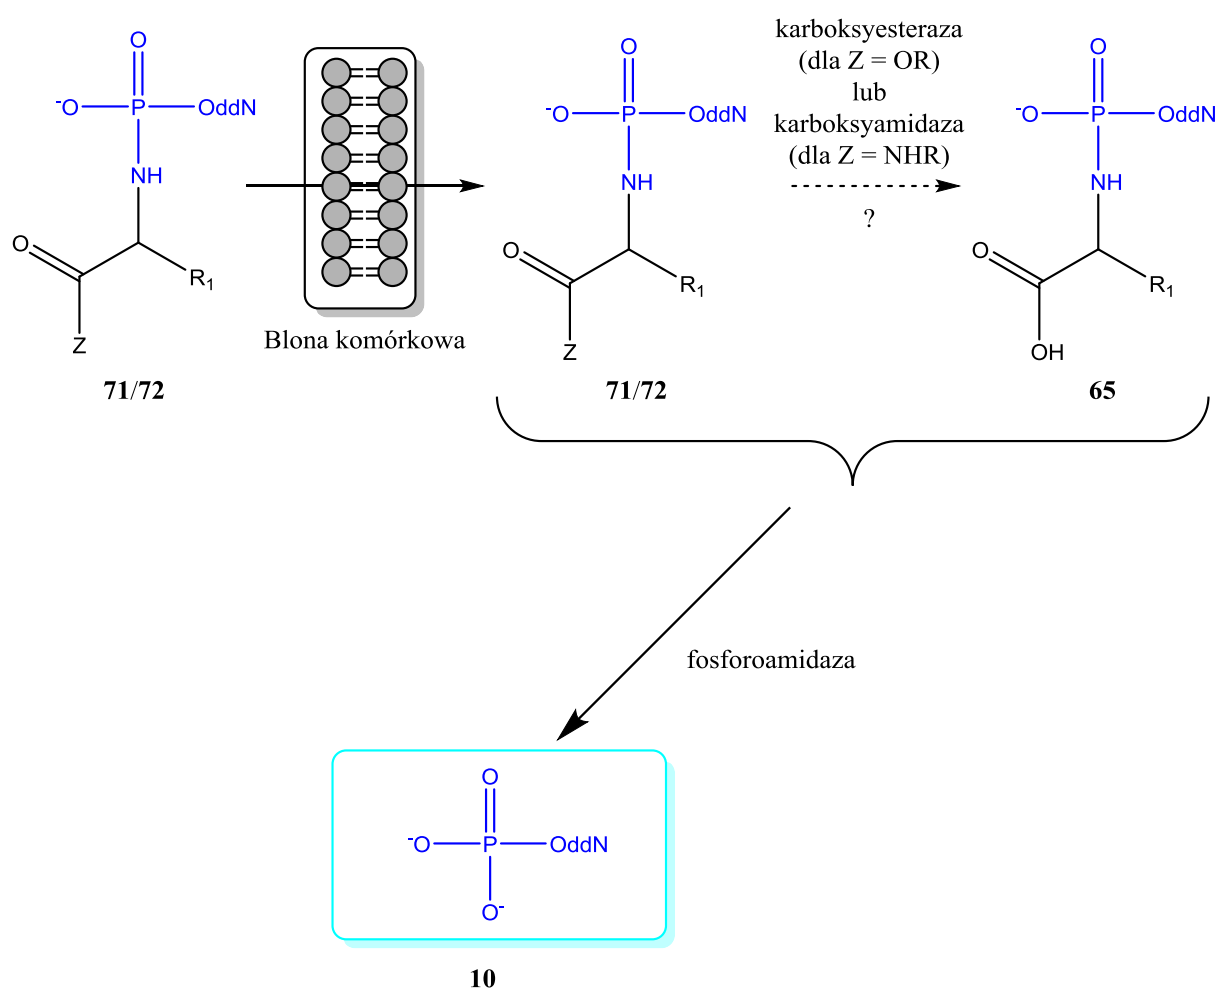 O
-O
P
OddN
NH
O
R1
Z
71/72
Blona komórkowa
O
-O
P
OddN
NH
O
R1
Z
71/72
karboksyesteraza
(dla Z = OR)
lub
karboksyamidaza
(dla Z = NHR)
?
O
-O
P
OddN
NH
O
R1
OH
65
fosforoamidaza
O
-O
P
OddN
O-
10